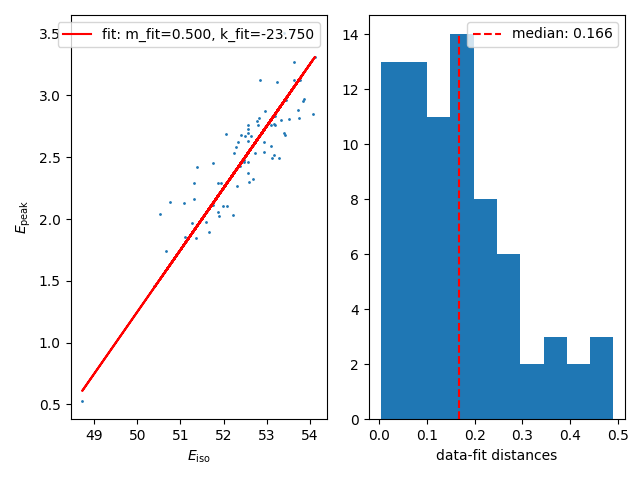 fit: m_fit=0.500, k_fit=-23.750
3.5
3.0
2.5
2.0
1.5
1.0
0.5
E_peak
49 50 51 52 53 54
E_iso
median: 0.166
14
12
10
8
6
4
2
0
0.0 0.1 0.2 0.3 0.4 0.5
data-fit distances